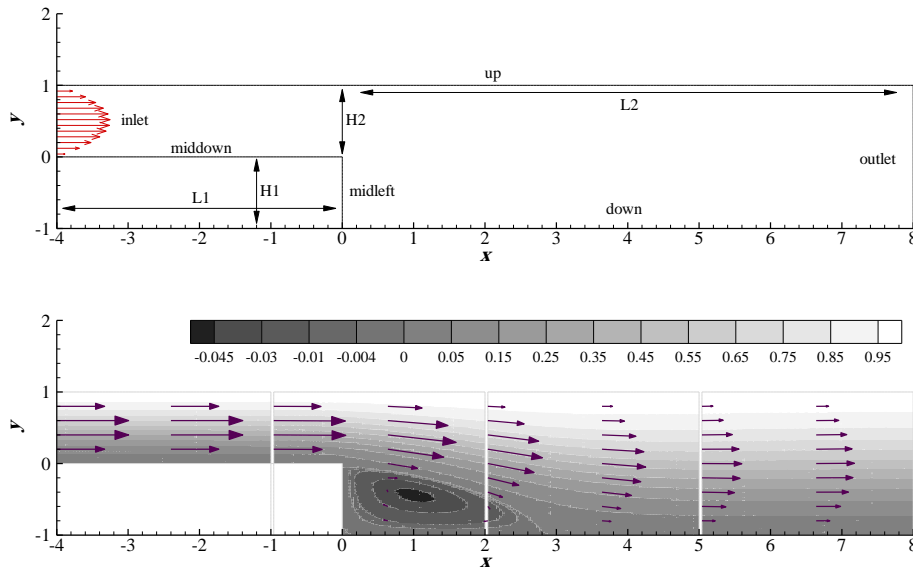 2
up
1
L2
inlet
H2
y
0
middown
outlet
L1
H1
midleft
down
-1
-4 -3 -2 -1 0 1 2 3 4 5 6 7 8
x
2
-0.045 -0.03 -0.01 -0.004 0 0.05 0.15 0.25 0.35 0.45 0.55 0.65 0.75 0.85 0.95
1
y
0
-1
-4 -3 -2 -1 0 1 2 3 4 5 6 7 8
x